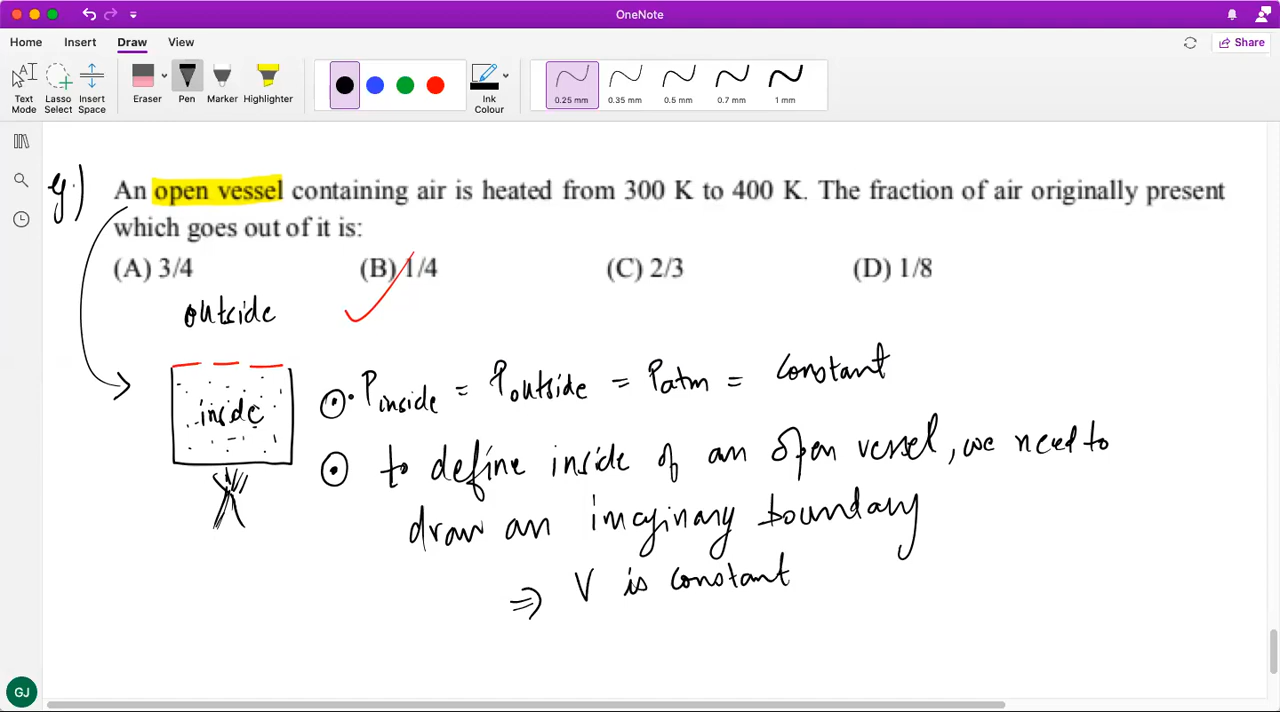 OneNote
Home Insert Draw View
Share
Text Mode
Lasso Select
Insert Space
Eraser
Pen
Marker
Highlighter
Ink Colour
0.25 mm
0.35 mm
0.5 mm
0.7 mm
1 mm
eg.)
An open vessel containing air is heated from 300 K to 400 K. The fraction of air originally present
which goes out of it is:
(A) 3/4 (B) 1/4 (C) 2/3 (D) 1/8
outside
inside
Pinside = Poutside = Patm = constant
to define inside of an open vessel, we need to
draw an imaginary boundary
⇒ V is constant
GJ